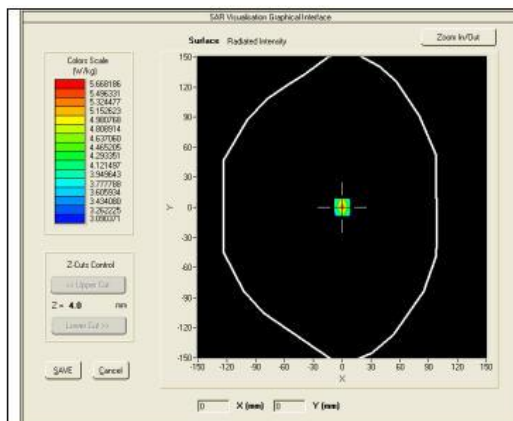 SAR Visualisation Graphical Interface
Surface Radiated Intensity
Zoom In/Out
Colors Scale
(W/kg)
5.668186
5.496331
5.324477
5.152623
4.980768
4.808914
4.637060
4.465205
4.293351
4.121497
3.949643
3.777788
3.605934
3.434080
3.262225
3.090371
Z-Cuts Control
<< Upper Cut
Z = 4.0 mm
Lower Cut >>
SAVE Cancel
150
120
90
60
30
Y 0
-30
-60
-90
-120
-150
-150 -120 -90 -60 -30 0 30 60 90 120 150
X
0 X (mm) 0 Y (mm)